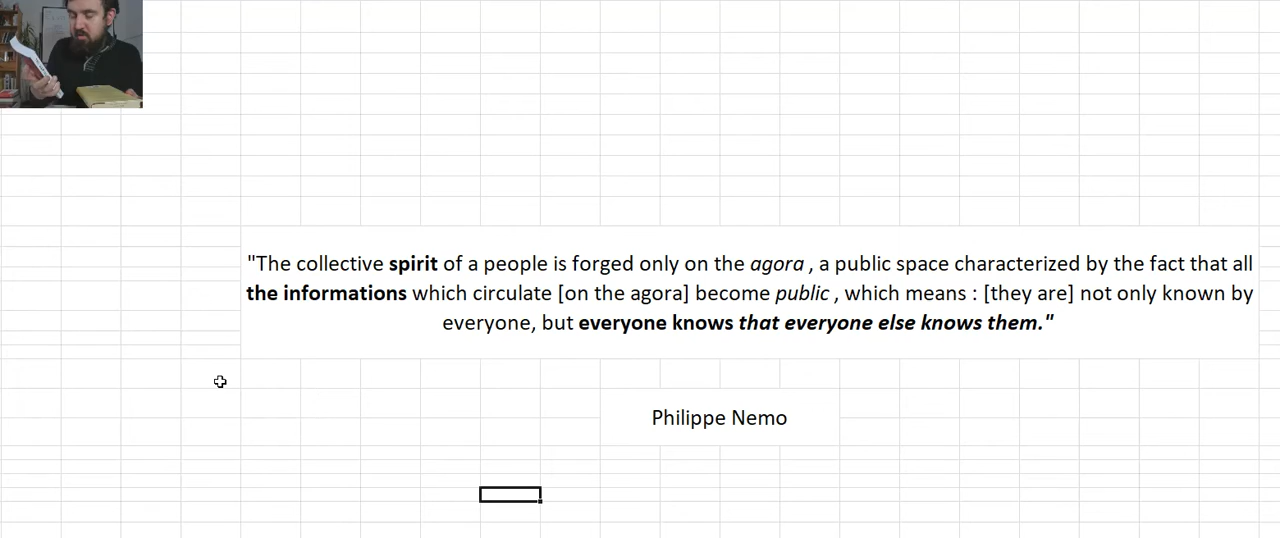 "The collective spirit of a people is forged only on the agora , a public space characterized by the fact that all
the informations which circulate [on the agora] become public , which means : [they are] not only known by
everyone, but everyone knows that everyone else knows them."
Philippe Nemo